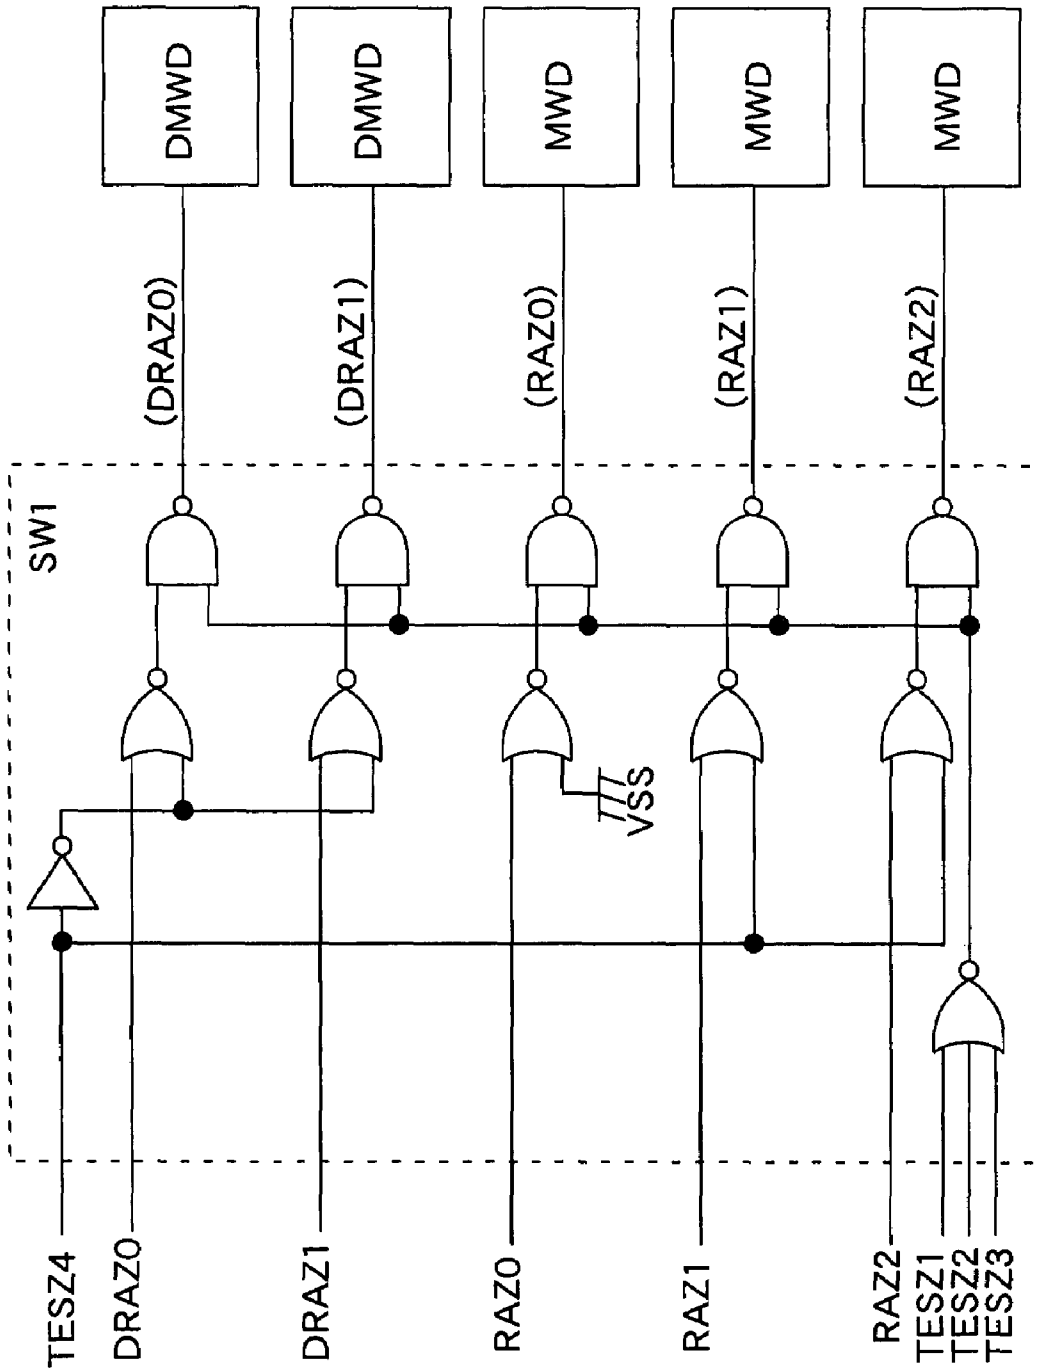 DMWD
DMWD
MWD
MWD
MWD
(DRAZ0)
(DRAZ1)
(RAZ0)
(RAZ1)
(RAZ2)
SW1
VSS
TESZ4
DRAZ0
DRAZ1
RAZ0
RAZ1
RAZ2
TESZ1
TESZ2
TESZ3